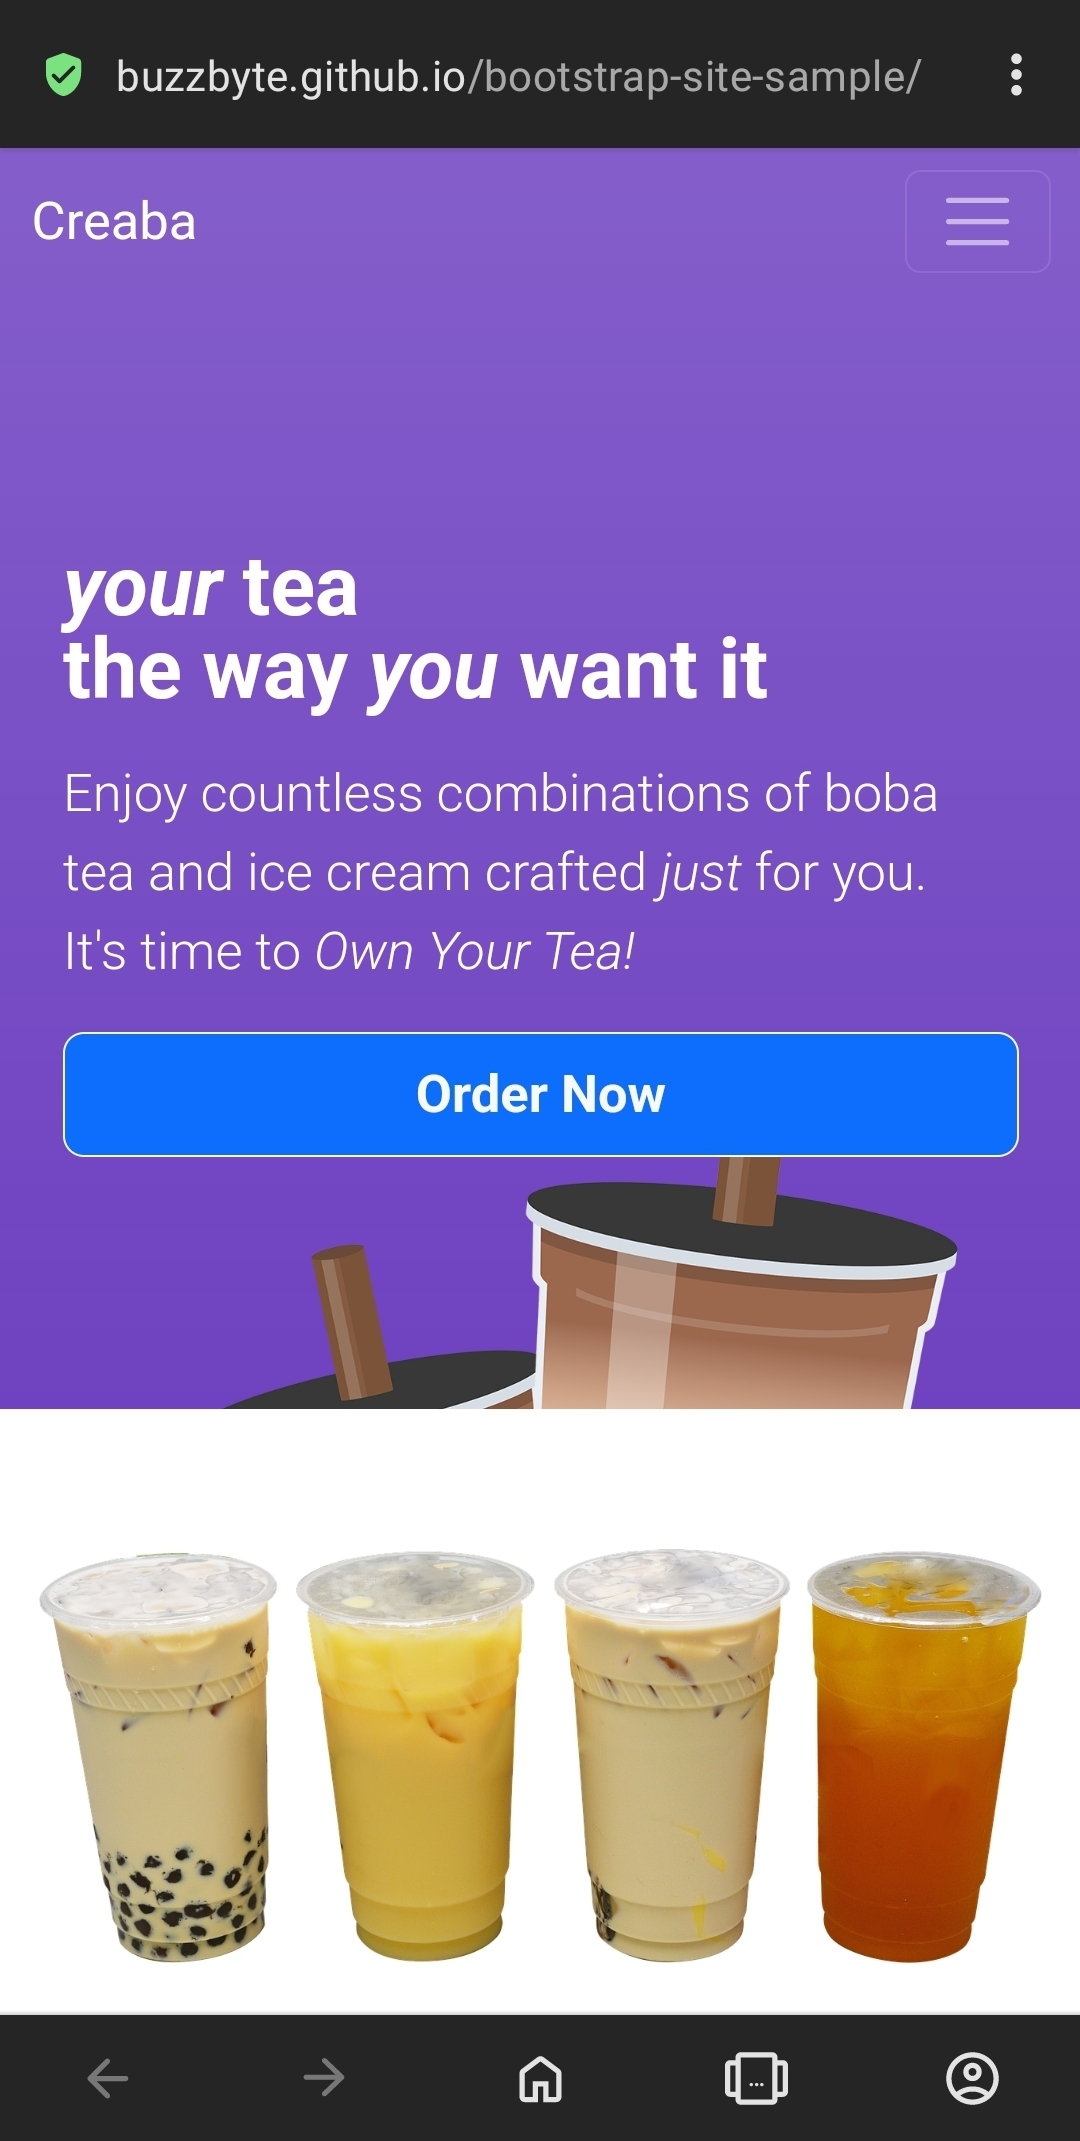 buzzbyte.github.io/bootstrap-site-sample/
Creaba
your tea
the way you want it
Enjoy countless combinations of boba
tea and ice cream crafted just for you.
It's time to Own Your Tea!
Order Now